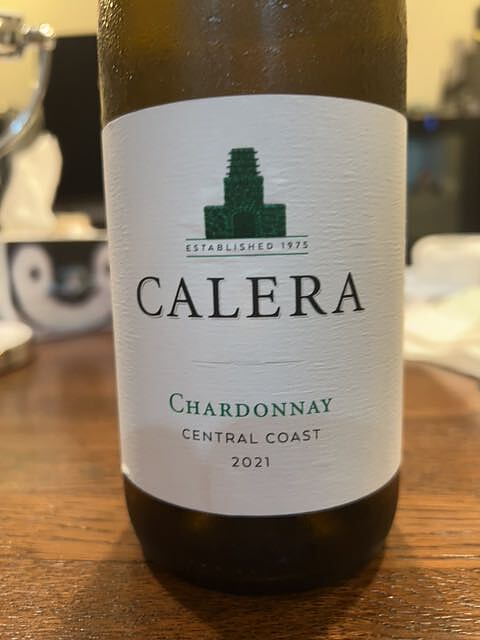 ESTABLISHED 1975
CALERA
CHARDONNAY
CENTRAL COAST
2021